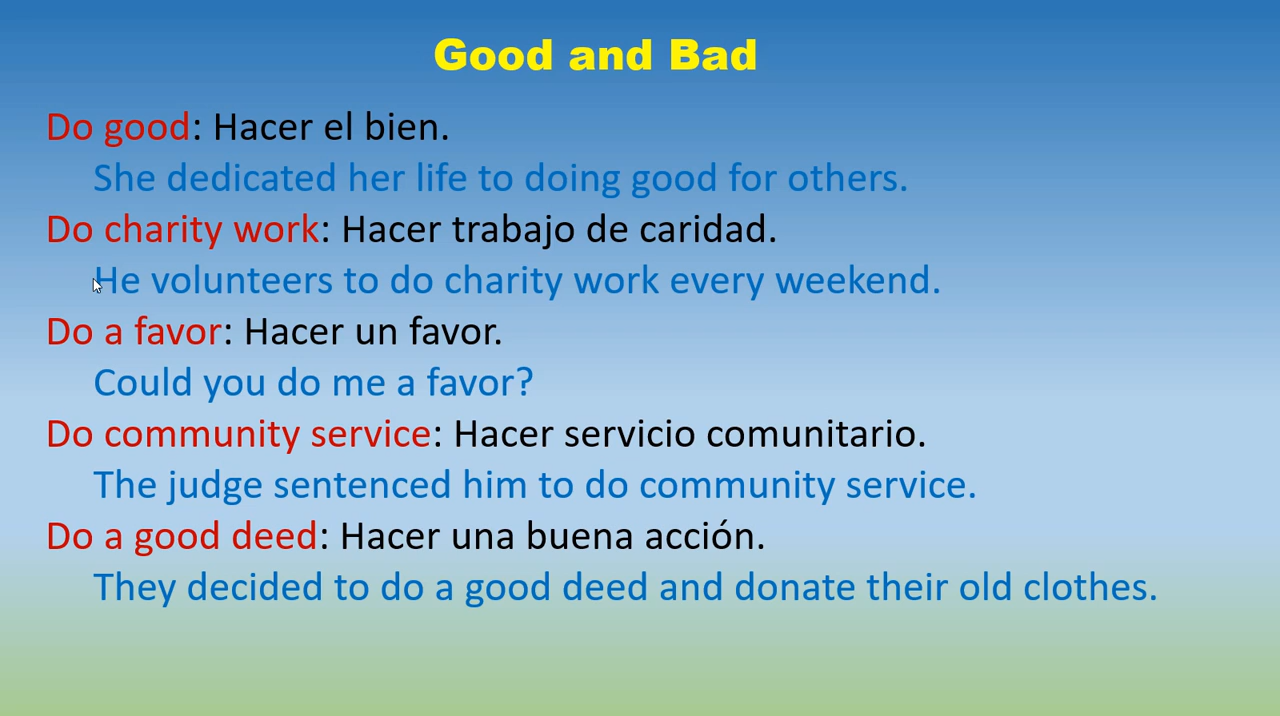 Good and Bad
Do good: Hacer el bien.
She dedicated her life to doing good for others.
Do charity work: Hacer trabajo de caridad.
He volunteers to do charity work every weekend.
Do a favor: Hacer un favor.
Could you do me a favor?
Do community service: Hacer servicio comunitario.
The judge sentenced him to do community service.
Do a good deed: Hacer una buena acción.
They decided to do a good deed and donate their old clothes.